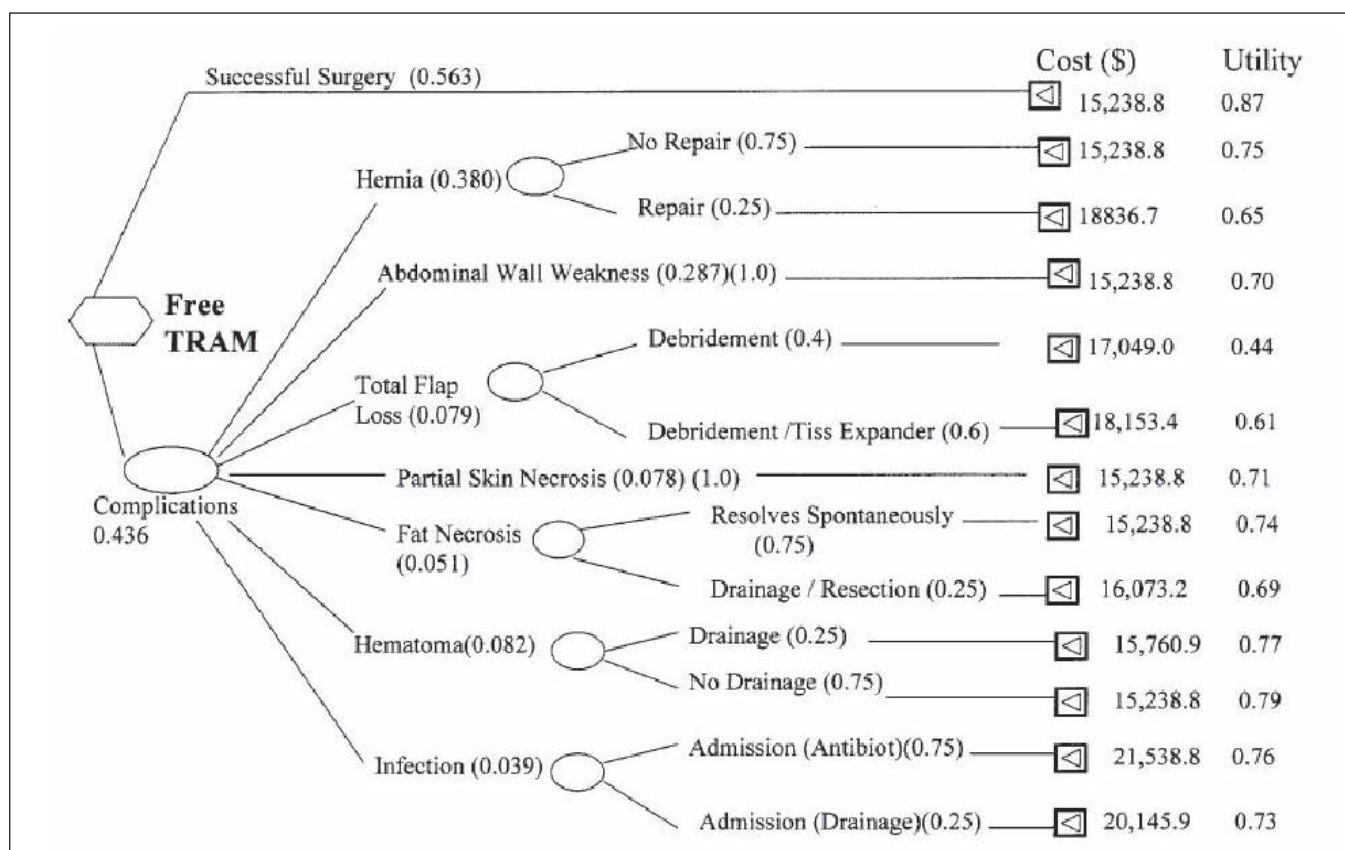 Cost ($) Utility
Successful Surgery (0.563) 15,238.8 0.87
No Repair (0.75) 15,238.8 0.75
Hernia (0.380)
Repair (0.25) 18836.7 0.65
Abdominal Wall Weakness (0.287)(1.0) 15,238.8 0.70
Free
TRAM
Debridement (0.4) 17,049.0 0.44
Total Flap
Loss (0.079)
Debridement /Tiss Expander (0.6) 18,153.4 0.61
Partial Skin Necrosis (0.078) (1.0) 15,238.8 0.71
Complications
0.436
Resolves Spontaneously 15,238.8 0.74
(0.75)
Fat Necrosis
(0.051)
Drainage / Resection (0.25) 16,073.2 0.69
Drainage (0.25) 15,760.9 0.77
Hematoma(0.082)
No Drainage (0.75) 15,238.8 0.79
Admission (Antibiot)(0.75) 21,538.8 0.76
Infection (0.039)
Admission (Drainage)(0.25) 20,145.9 0.73